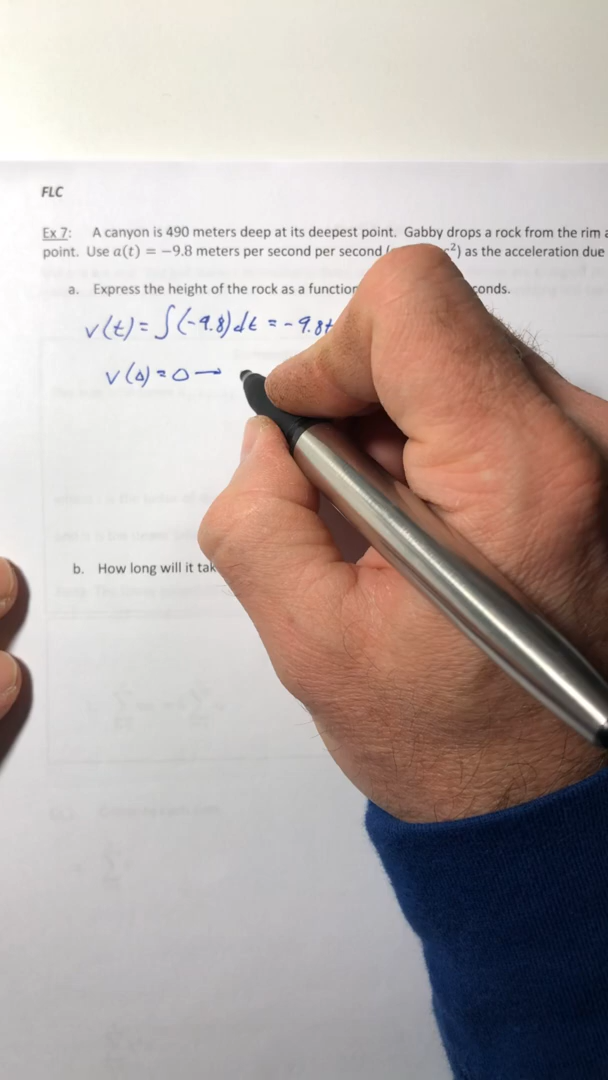 FLC
Ex 7: A canyon is 490 meters deep at its deepest point. Gabby drops a rock from the rim
point. Use a(t) = −9.8 meters per second per second ²) as the acceleration due
a. Express the height of the rock as a conds.
v(t) = ∫(-9.8)dt = -9.8t
v(0) = 0 →
b. How long will it